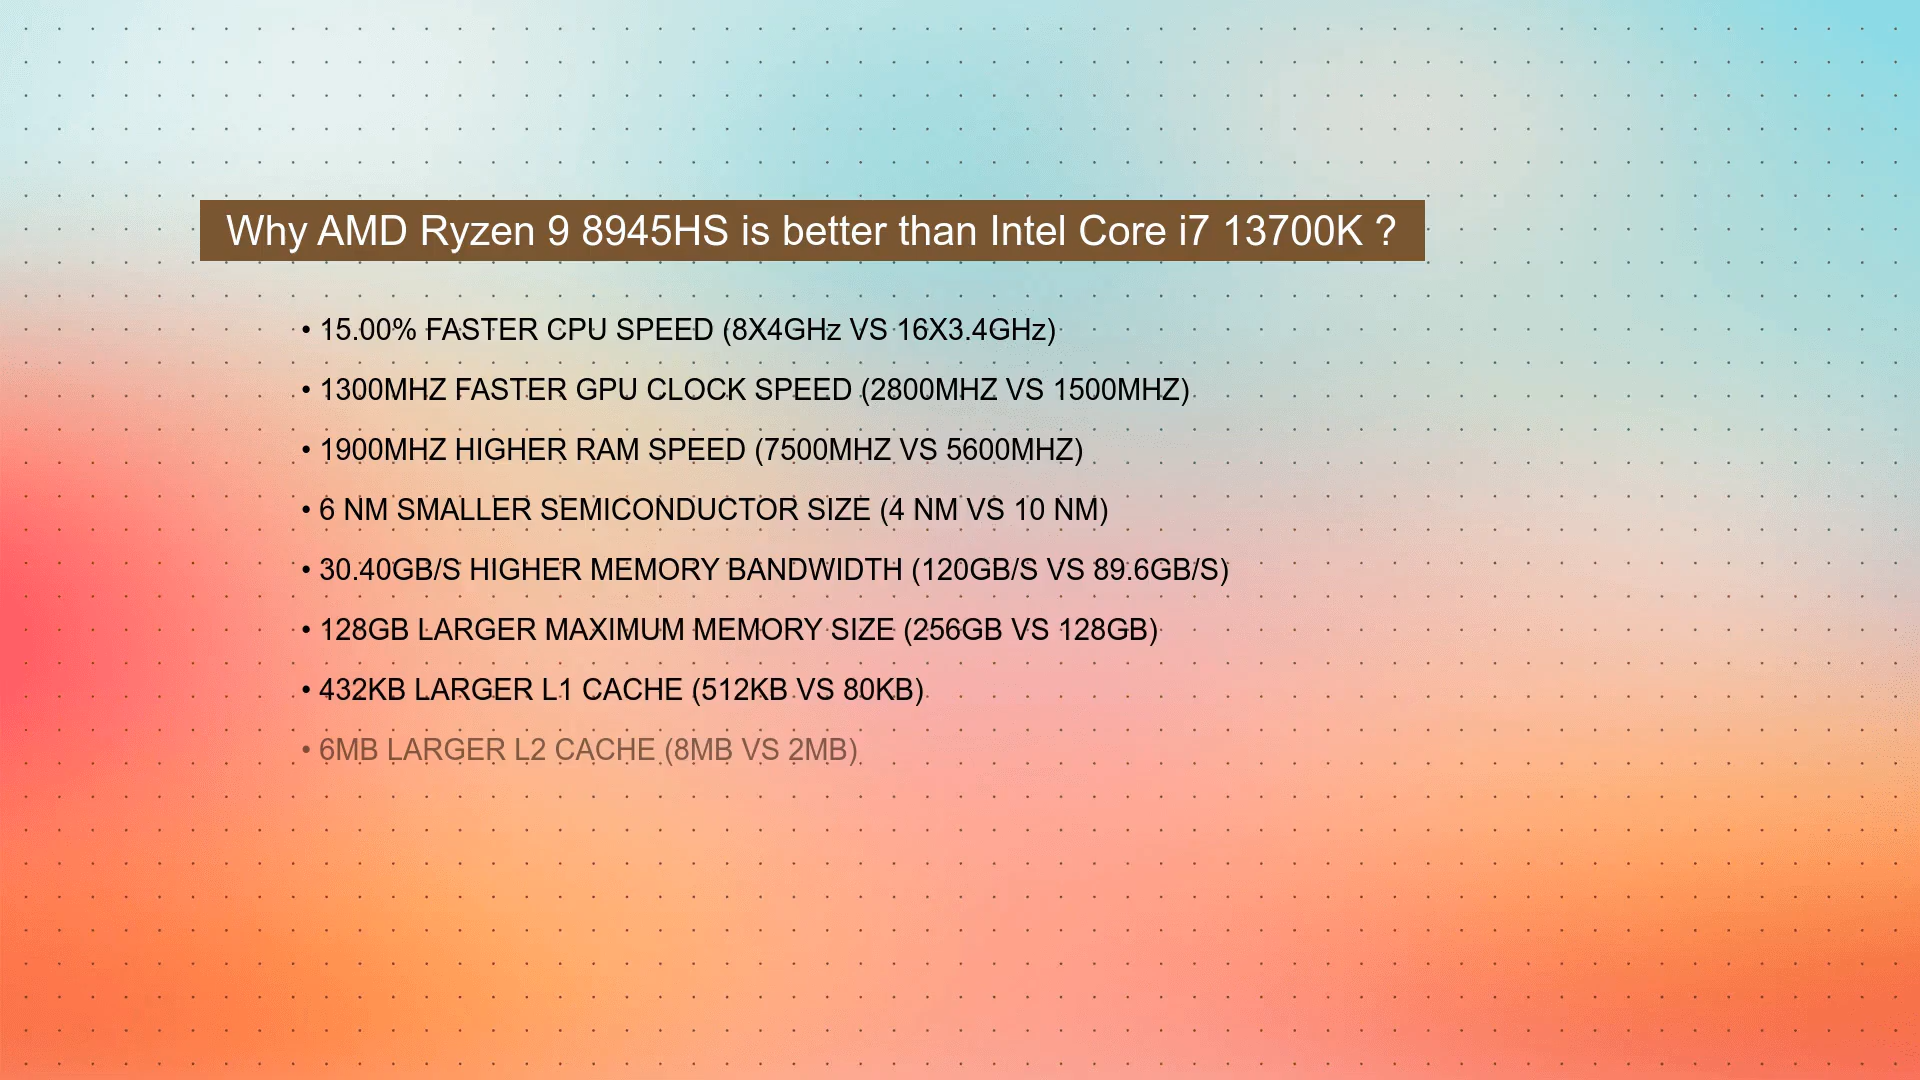 Why AMD Ryzen 9 8945HS is better than Intel Core i7 13700K ?
• 15.00% FASTER CPU SPEED (8X4GHz VS 16X3.4GHz)
• 1300MHZ FASTER GPU CLOCK SPEED (2800MHZ VS 1500MHZ)
• 1900MHZ HIGHER RAM SPEED (7500MHZ VS 5600MHZ)
• 6 NM SMALLER SEMICONDUCTOR SIZE (4 NM VS 10 NM)
• 30.40GB/S HIGHER MEMORY BANDWIDTH (120GB/S VS 89.6GB/S)
• 128GB LARGER MAXIMUM MEMORY SIZE (256GB VS 128GB)
• 432KB LARGER L1 CACHE (512KB VS 80KB)
• 6MB LARGER L2 CACHE (8MB VS 2MB)